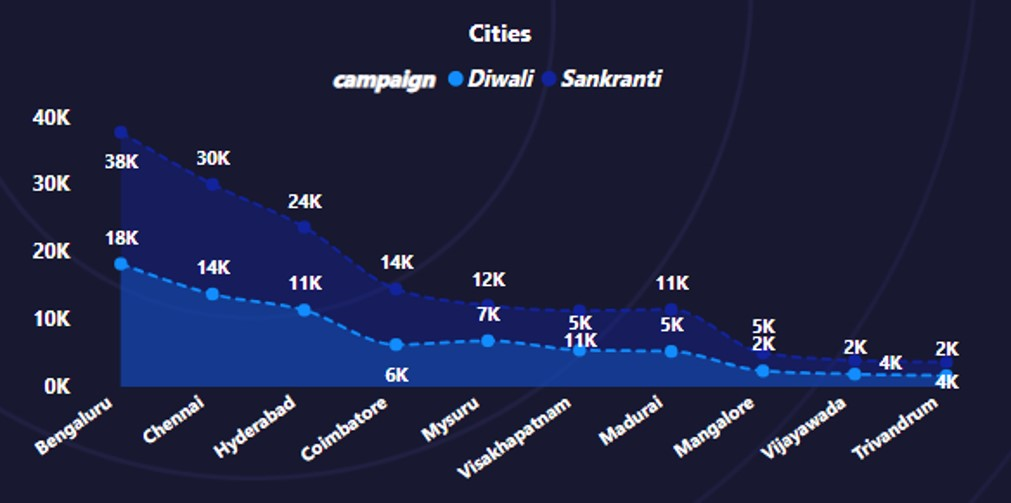 Cities
campaign Diwali Sankranti
40K
30K
20K
10K
0K
38K
30K
24K
14K
12K
11K
11K
5K
4K
4K
18K
14K
11K
6K
7K
5K
5K
2K
2K
2K
Bengaluru
Chennai
Hyderabad
Coimbatore
Mysuru
Visakhapatnam
Madurai
Mangalore
Vijayawada
Trivandrum